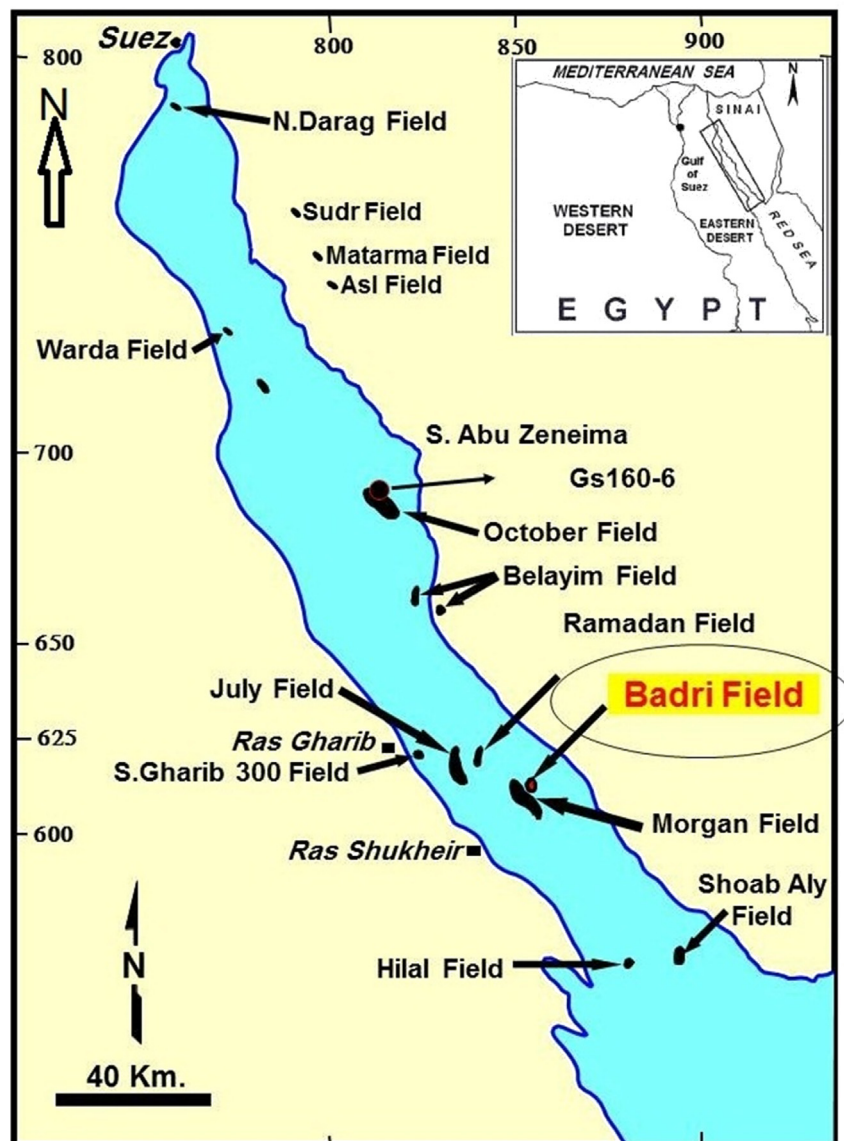 Suez
800
850
900
800
N
N.Darag Field
Sudr Field
Matarma Field
Asl Field
Warda Field
700
S. Abu Zeneima
Gs160-6
October Field
Belayim Field
650
Ramadan Field
July Field
Badri Field
625
Ras Gharib
S.Gharib 300 Field
600
Morgan Field
Ras Shukheir
Shoab Aly
Field
Hilal Field
N
40 Km.
MEDITERRANEAN SEA
N
SINAI
Gulf
of
Suez
WESTERN
DESERT
EASTERN
DESERT
RED SEA
EGYPT